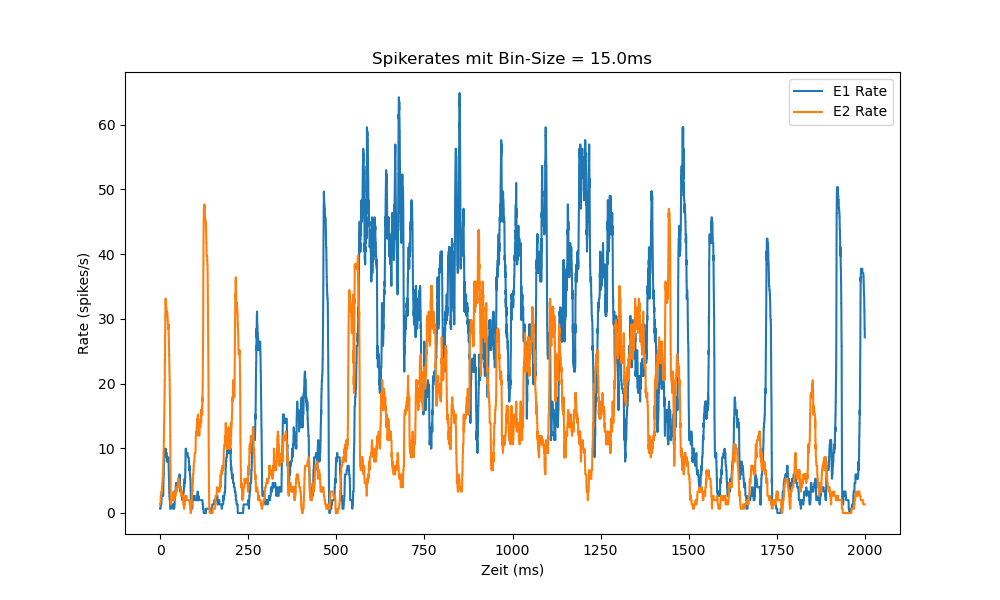 Spikerates mit Bin-Size = 15.0ms
E1 Rate
E2 Rate
60
50
40
30
20
10
0
Rate (spikes/s)
0 250 500 750 1000 1250 1500 1750 2000
Zeit (ms)